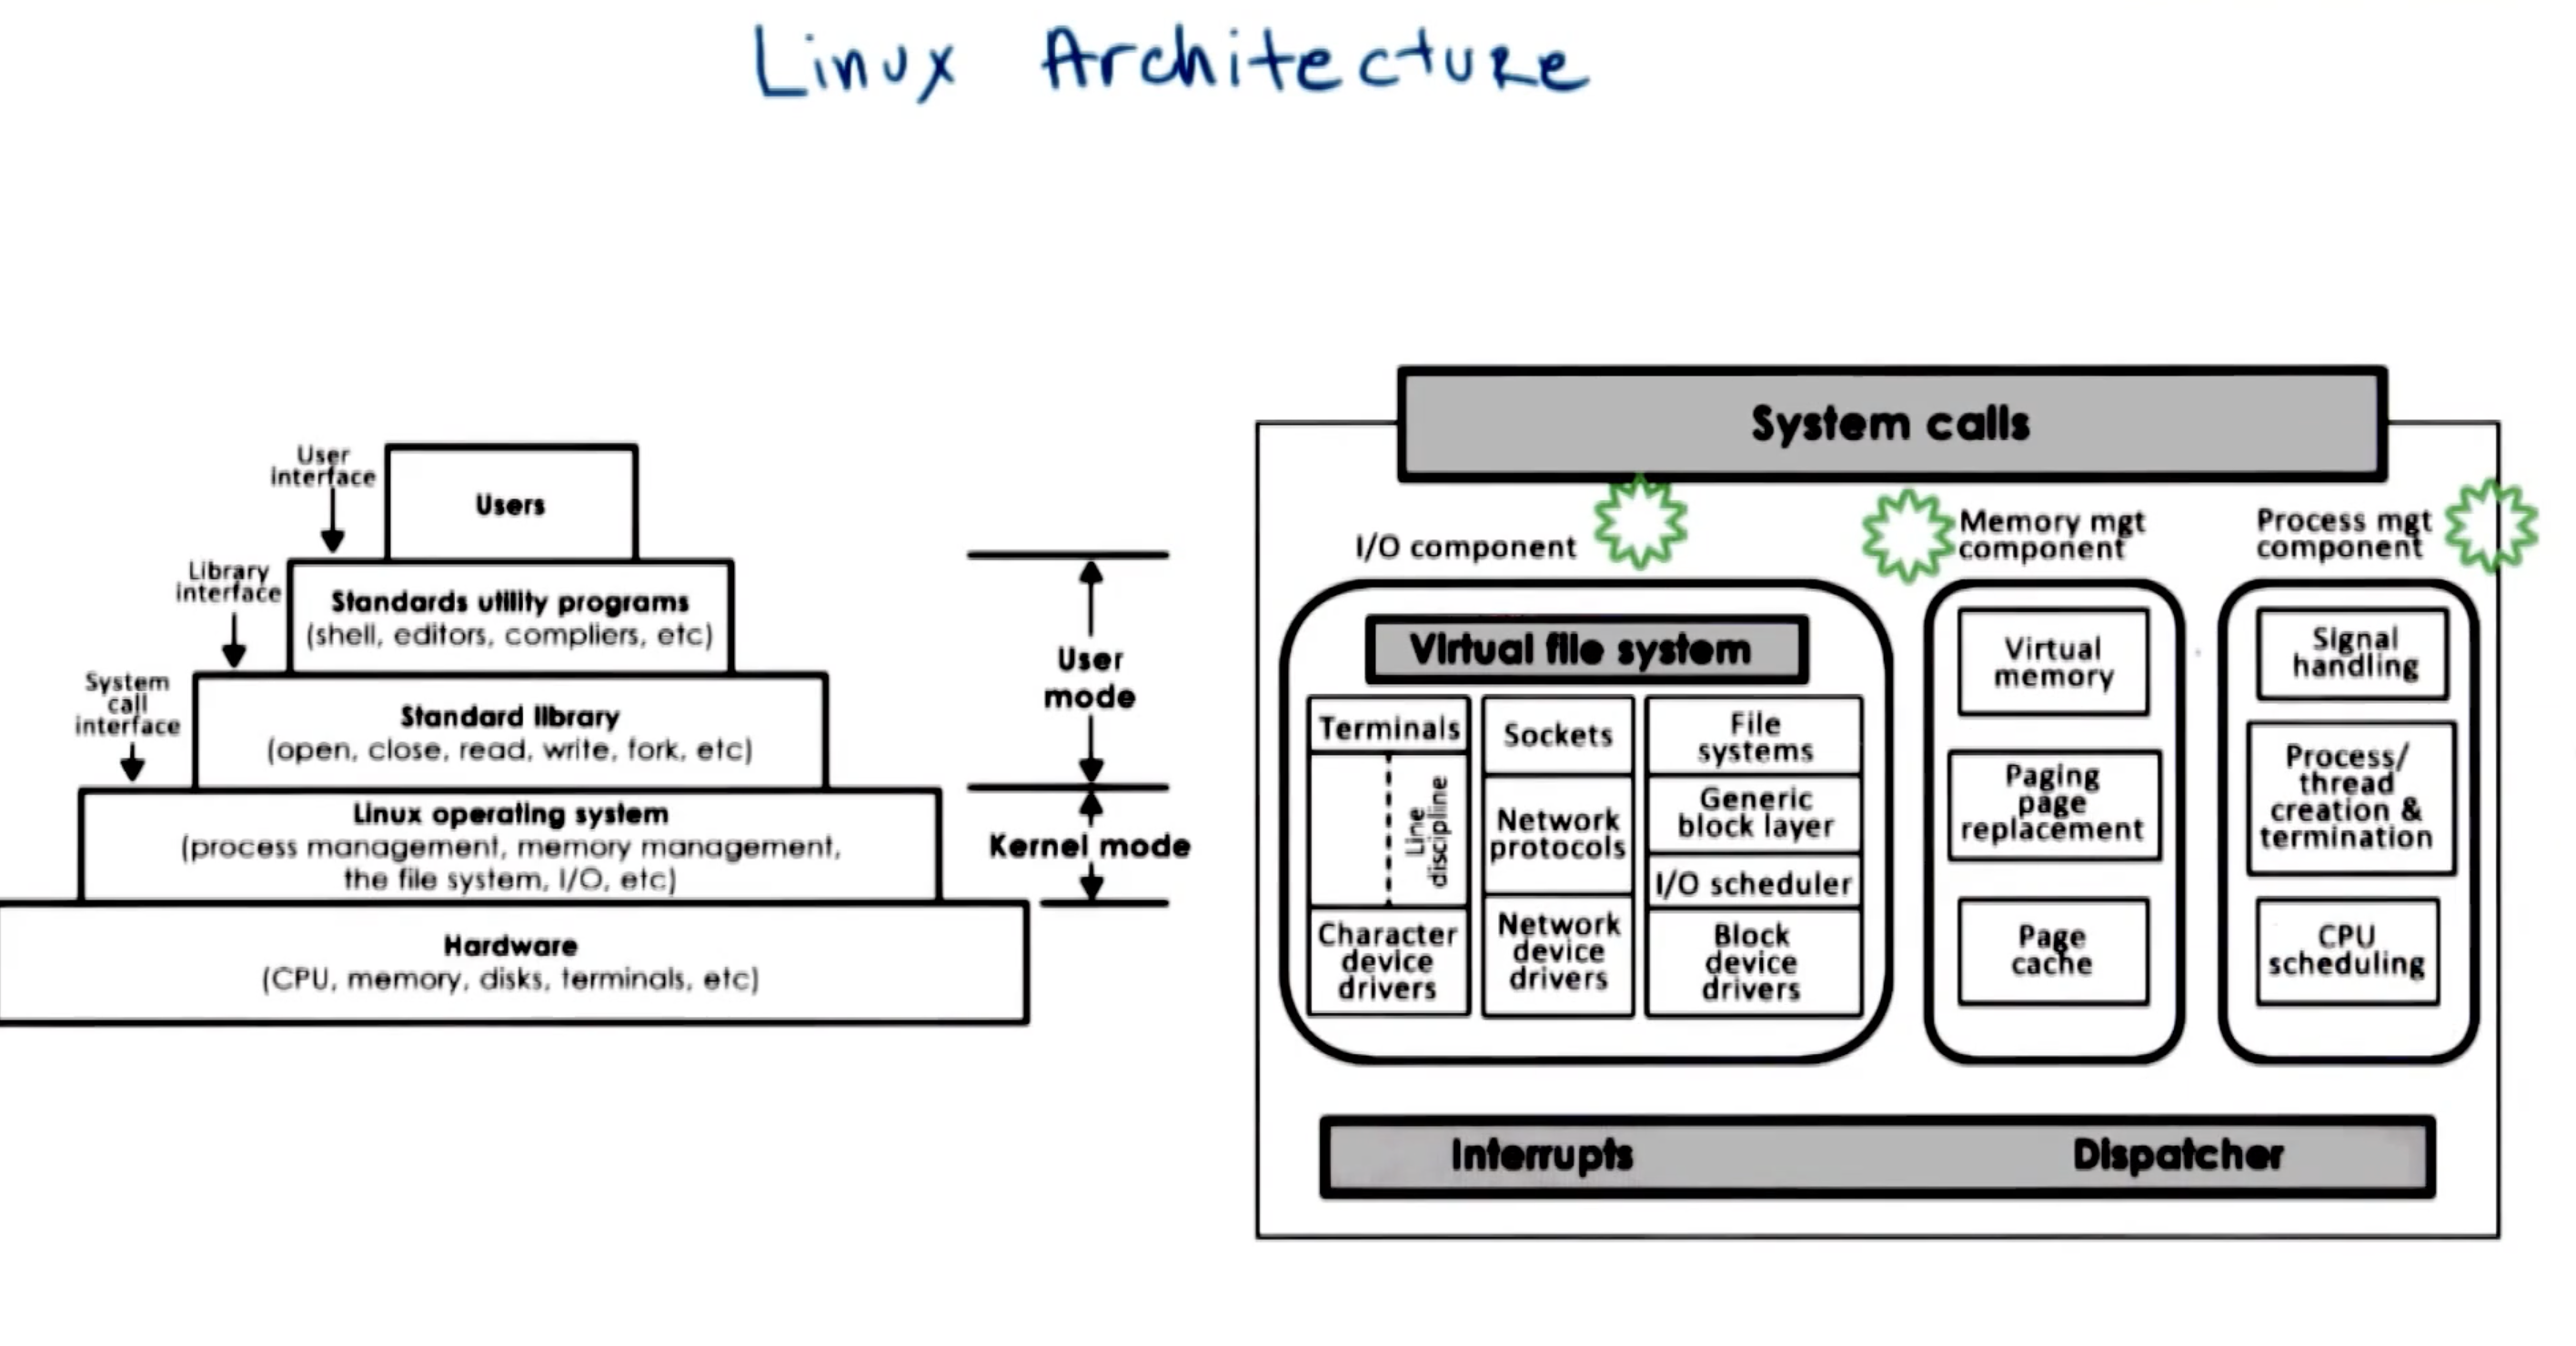 Linux Architecture
User
interface
Users
Library
interface
Standards utility programs
(shell, editors, compliers, etc)
System
call
interface
Standard library
(open, close, read, write, fork, etc)
Linux operating system
(process management, memory management,
the file system, I/O, etc)
Hardware
(CPU, memory, disks, terminals, etc)
User
mode
Kernel mode
System calls
I/O component
Memory mgt
component
Process mgt
component
Virtual file system
Terminals
Line
discipline
Character
device
drivers
Sockets
Network
protocols
Network
device
drivers
File
systems
Generic
block layer
I/O scheduler
Block
device
drivers
Virtual
memory
Paging
page
replacement
Page
cache
Signal
handling
Process/
thread
creation &
termination
CPU
scheduling
Interrupts
Dispatcher